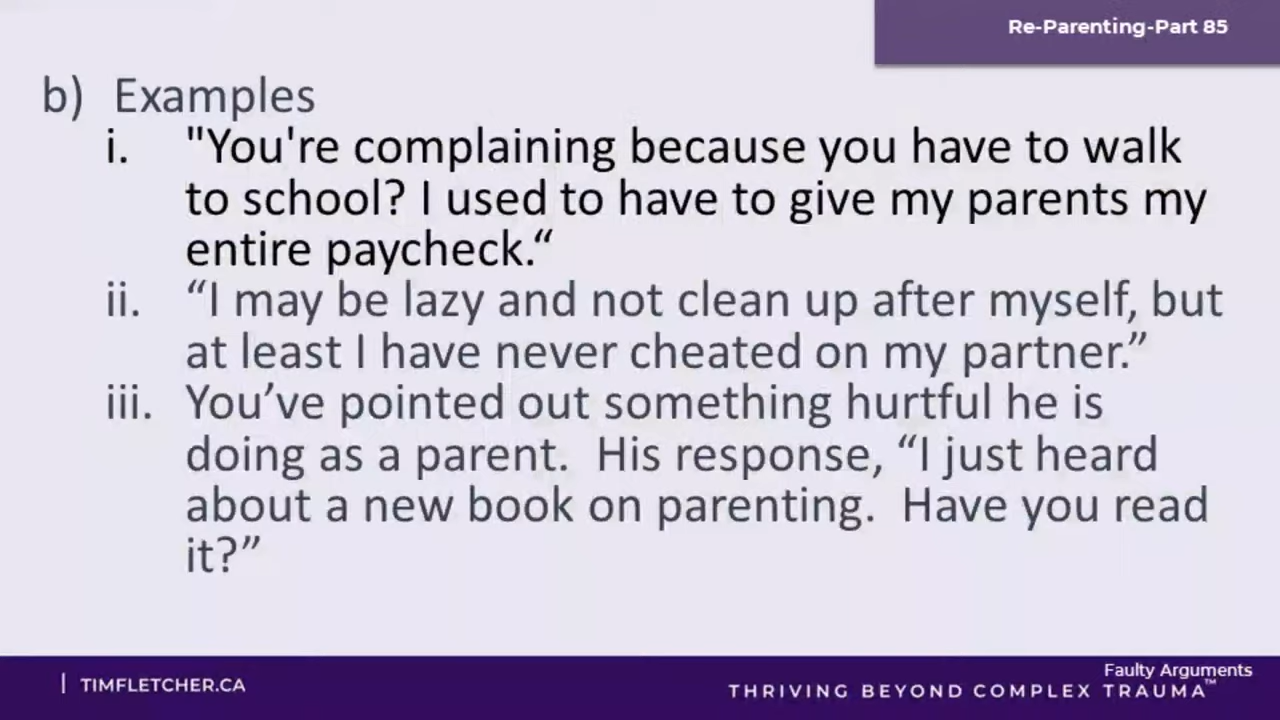 Re-Parenting-Part 85
b) Examples
i. "You're complaining because you have to walk
to school? I used to have to give my parents my
entire paycheck.“
ii. “I may be lazy and not clean up after myself, but
at least I have never cheated on my partner.”
iii. You’ve pointed out something hurtful he is
doing as a parent.  His response, “I just heard
about a new book on parenting.  Have you read
it?”
| TIMFLETCHER.CA
Faulty Arguments
THRIVING BEYOND COMPLEX TRAUMA™